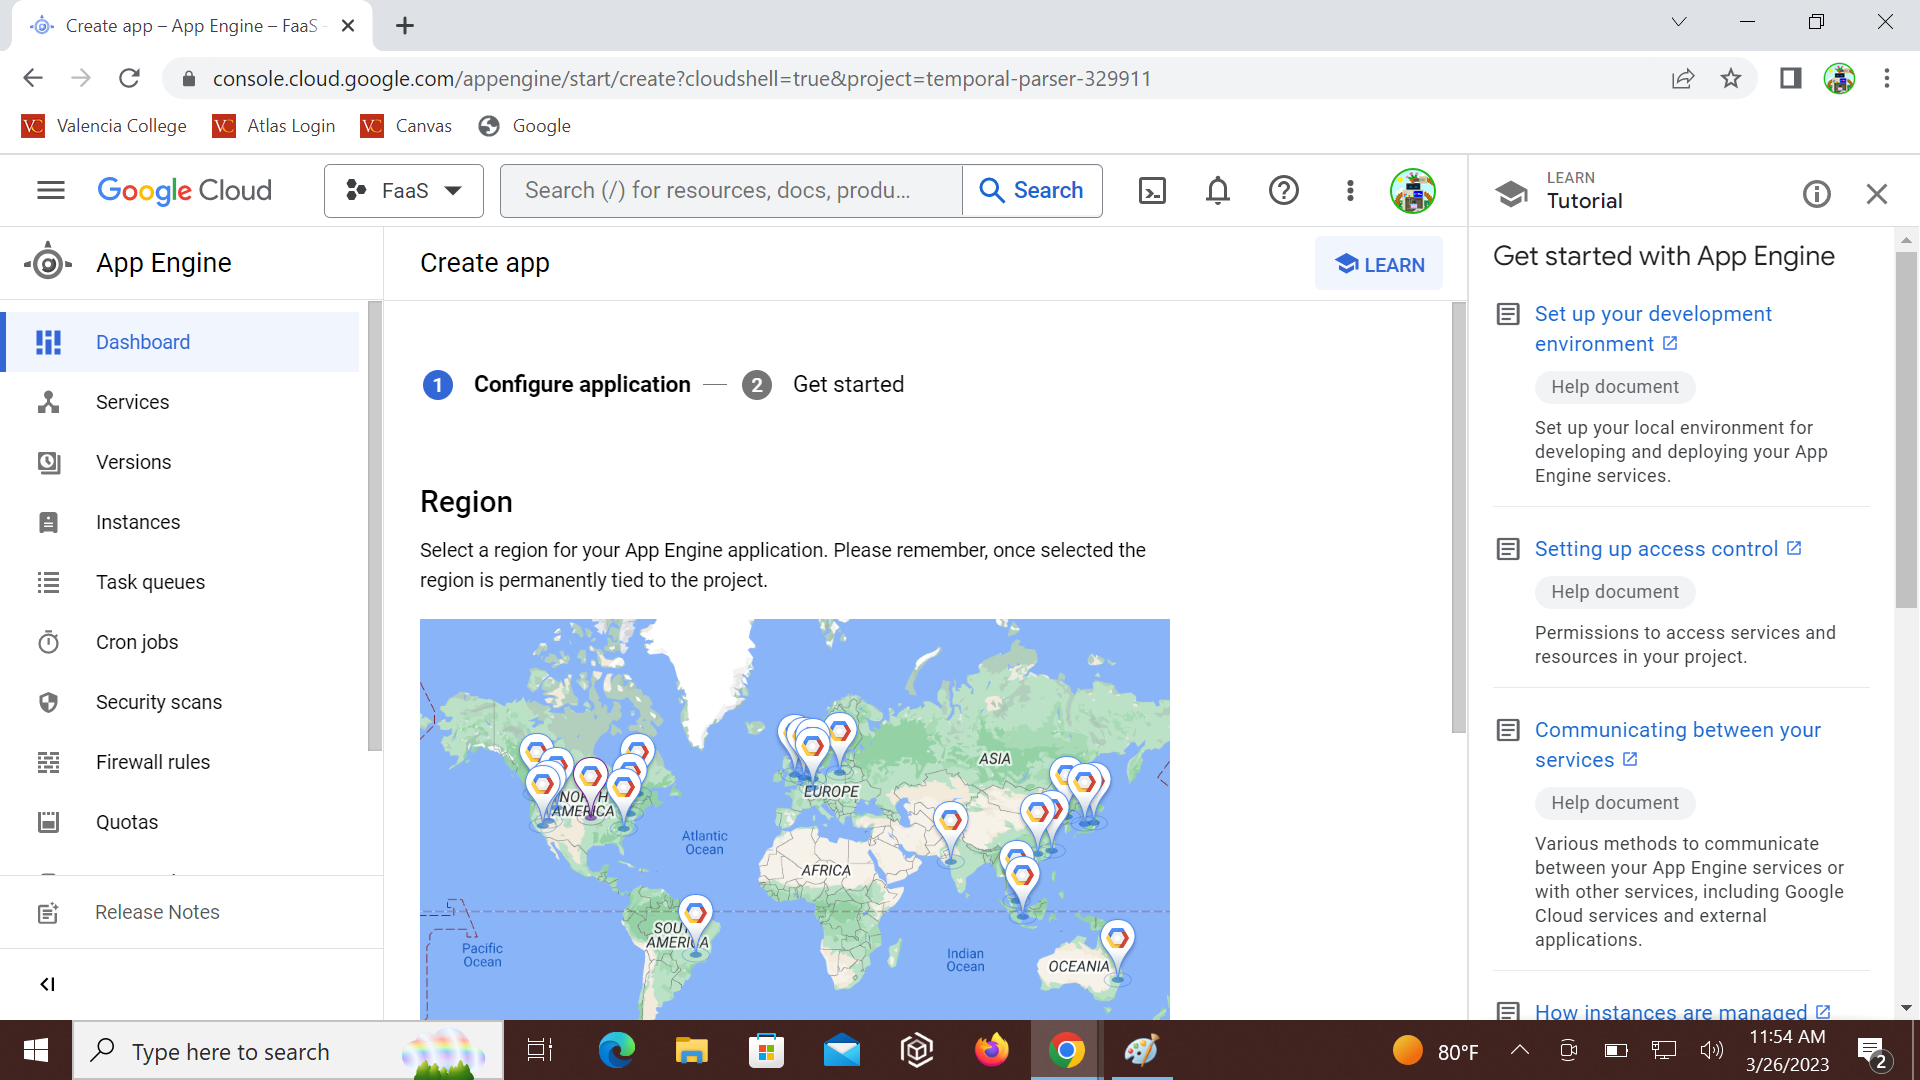 Create app – App Engine – FaaS
console.cloud.google.com/appengine/start/create?cloudshell=true&project=temporal-parser-329911
VC Valencia College VC Atlas Login VC Canvas Google
Google Cloud
FaaS
Search (/) for resources, docs, produ...
Search
LEARN
Tutorial
App Engine
Create app
LEARN
Dashboard
Services
Versions
Instances
Task queues
Cron jobs
Security scans
Firewall rules
Quotas
Release Notes
1 Configure application — 2 Get started
Region
Select a region for your App Engine application. Please remember, once selected the
region is permanently tied to the project.
ASIA
EUROPE
NORTH
AMERICA
Atlantic
Ocean
AFRICA
SOUTH
AMERICA
Pacific
Ocean
Indian
Ocean
OCEANIA
Get started with App Engine
Set up your development
environment
Help document
Set up your local environment for
developing and deploying your App
Engine services.
Setting up access control
Help document
Permissions to access services and
resources in your project.
Communicating between your
services
Help document
Various methods to communicate
between your App Engine services or
with other services, including Google
Cloud services and external
applications.
How instances are managed
Type here to search
80°F
11:54 AM
3/26/2023
2